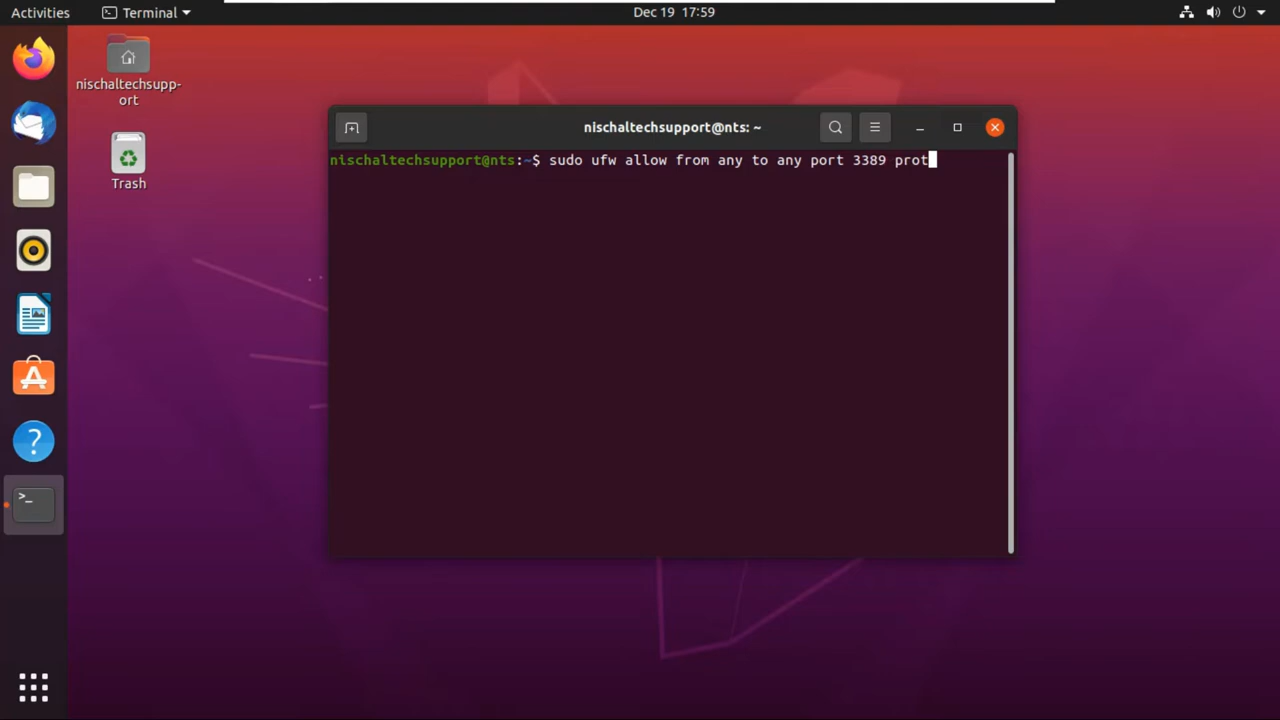 Activities
Terminal
Dec 19 17:59
nischaltechsupp-
ort
Trash
nischaltechsupport@nts: ~
nischaltechsupport@nts:~$ sudo ufw allow from any to any port 3389 prot